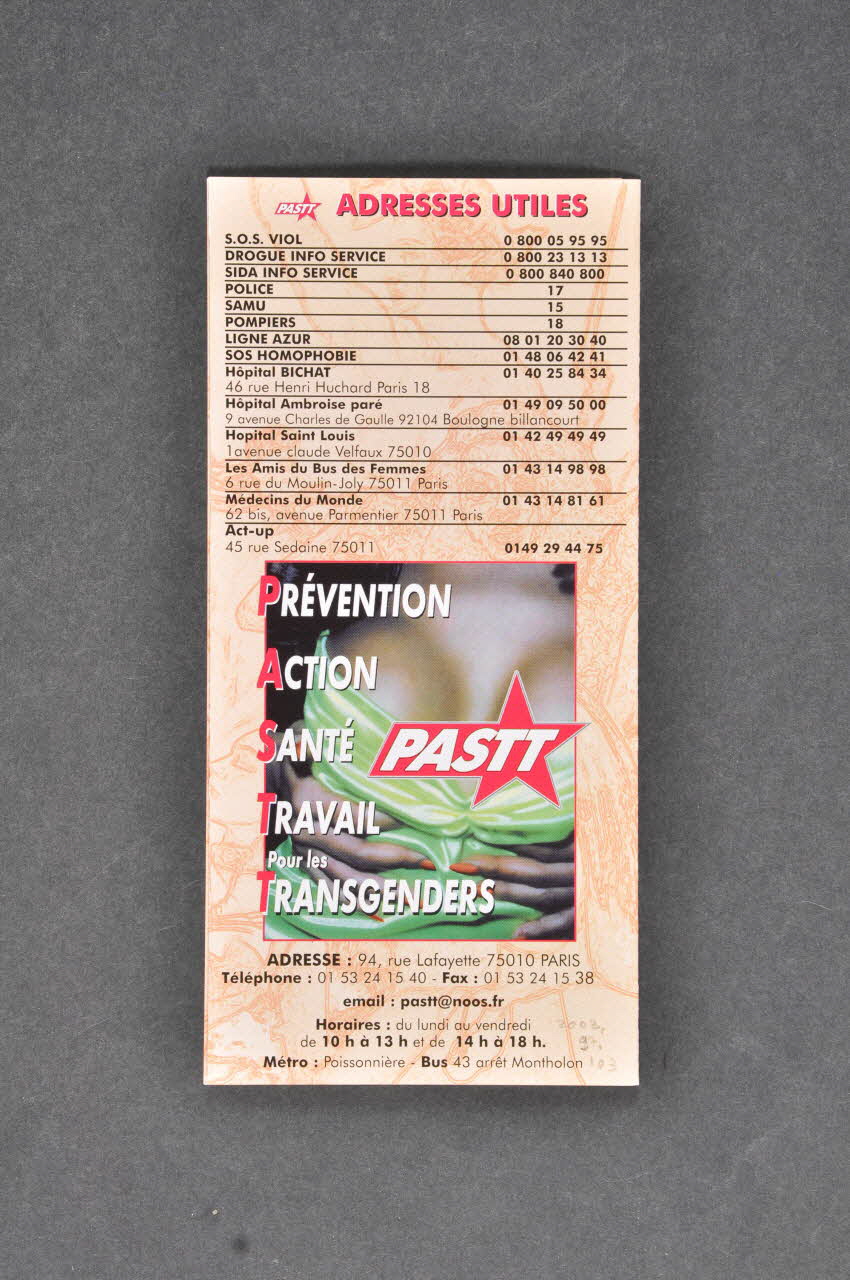 PASTT ADRESSES UTILES
S.O.S. VIOL 0 800 05 95 95
DROGUE INFO SERVICE 0 800 23 13 13
SIDA INFO SERVICE 0 800 840 800
POLICE 17
SAMU 15
POMPIERS 18
LIGNE AZUR 08 01 20 30 40
SOS HOMOPHOBIE 01 48 06 42 41
Hôpital BICHAT 01 40 25 84 34
46 rue Henri Huchard Paris 18
Hôpital Ambroise paré 01 49 09 50 00
9 avenue Charles de Gaulle 92104 Boulogne billancourt
Hopital Saint Louis 01 42 49 49 49
1avenue claude Velfaux 75010
Les Amis du Bus des Femmes 01 43 14 98 98
6 rue du Moulin-Joly 75011 Paris
Médecins du Monde 01 43 14 81 61
62 bis, avenue Parmentier 75011 Paris
Act-up
45 rue Sedaine 75011 0149 29 44 75
PRÉVENTION
ACTION
SANTÉ PASTT
TRAVAIL
Pour les
TRANSGENDERS
ADRESSE : 94, rue Lafayette 75010 PARIS
Téléphone : 01 53 24 15 40 - Fax : 01 53 24 15 38
email : pastt@noos.fr
Horaires : du lundi au vendredi
de 10 h à 13 h et de 14 h à 18 h.
Métro : Poissonnière - Bus 43 arrêt Montholon